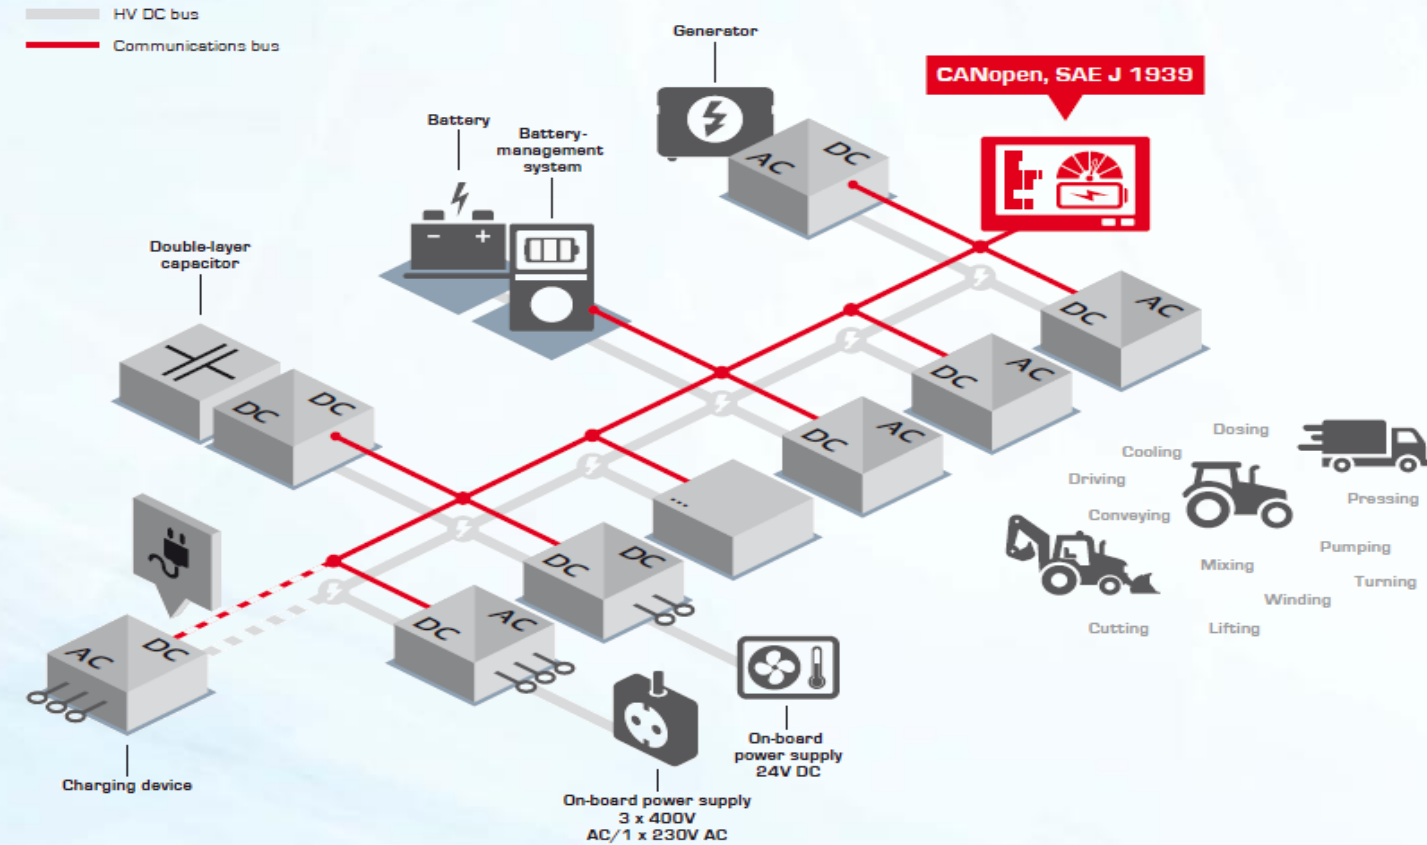 HV DC bus
Communications bus
Generator
CANopen, SAE J 1939
Battery
Battery-
management
system
AC
DC
Double-layer
capacitor
- +
DC
AC
DC
AC
DC
DC
DC
AC
...
Dosing
Cooling
Driving
Pressing
Conveying
Pumping
Mixing
Turning
Winding
Cutting
Lifting
DC
DC
DC
AC
AC
DC
Charging device
On-board
power supply
24V DC
On-board power supply
3 x 400V
AC/1 x 230V AC